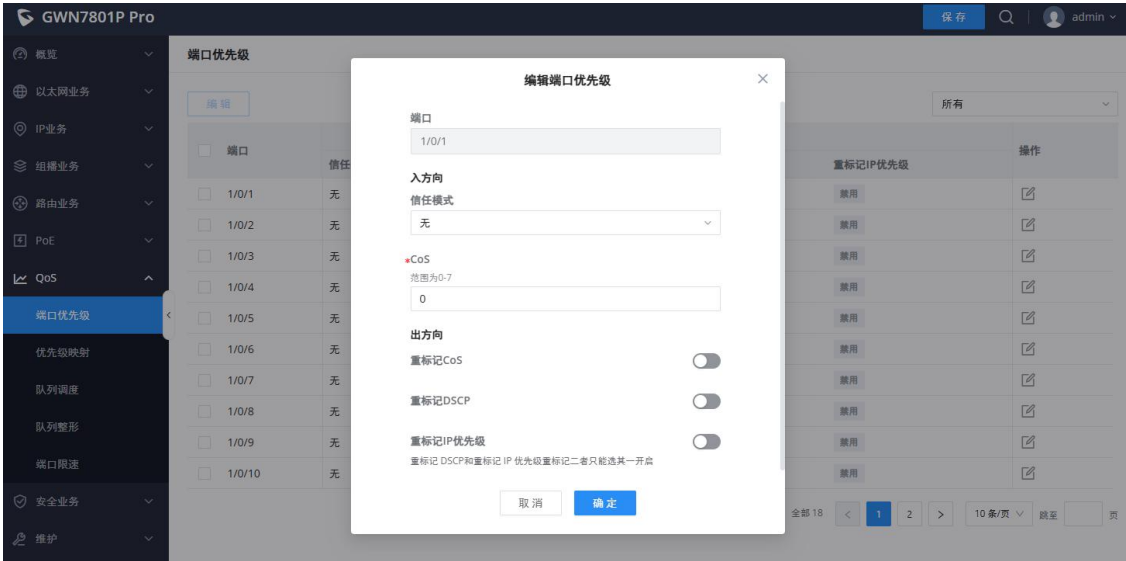 GWN7801P Pro
保存
admin
概览
以太网业务
IP业务
组播业务
路由业务
PoE
QoS
端口优先级
优先级映射
队列调度
队列整形
端口限速
安全业务
维护
端口优先级
编辑
所有
端口
信任
重标记IP优先级
操作
1/0/1 无 禁用
1/0/2 无 禁用
1/0/3 无 禁用
1/0/4 无 禁用
1/0/5 无 禁用
1/0/6 无 禁用
1/0/7 无 禁用
1/0/8 无 禁用
1/0/9 无 禁用
1/0/10 无 禁用
全部 18 < 1 2 > 10 条/页 跳至 页
编辑端口优先级
端口
1/0/1
入方向
信任模式
无
*CoS
范围为0-7
0
出方向
重标记CoS
重标记DSCP
重标记IP优先级
重标记 DSCP和重标记 IP 优先级重标记二者只能选其一开启
取消 确定